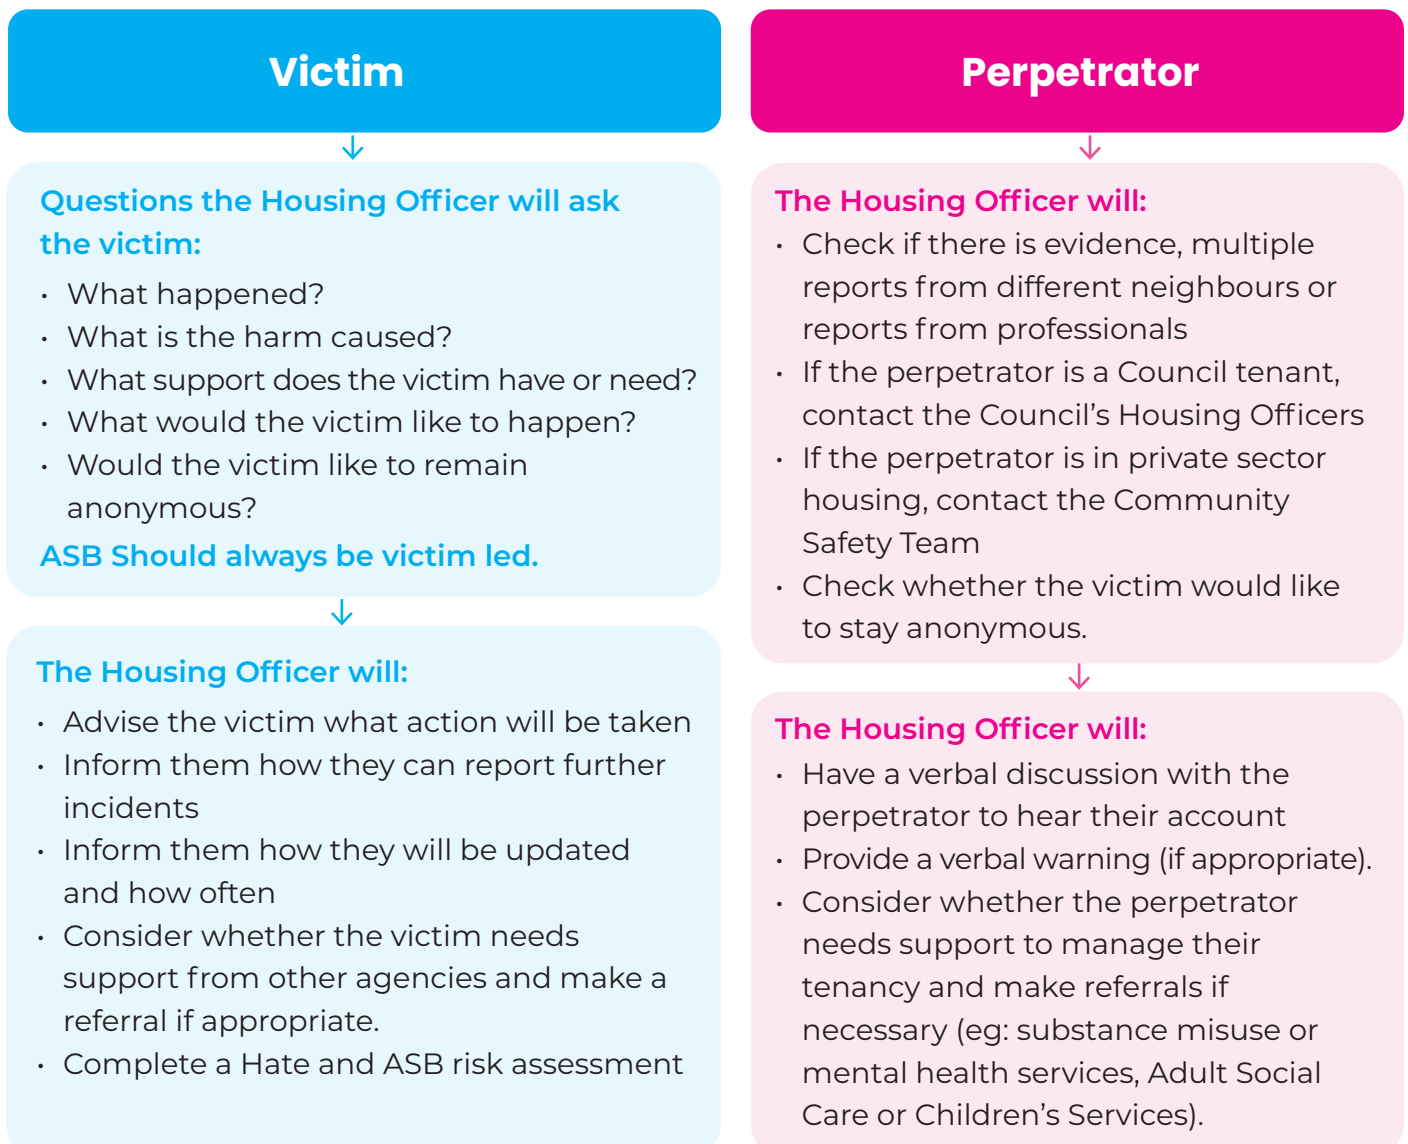 Victim
Questions the Housing Officer will ask
the victim:
• What happened?
• What is the harm caused?
• What support does the victim have or need?
• What would the victim like to happen?
• Would the victim like to remain
anonymous?
ASB Should always be victim led.
The Housing Officer will:
• Advise the victim what action will be taken
• Inform them how they can report further
incidents
• Inform them how they will be updated
and how often
• Consider whether the victim needs
support from other agencies and make a
referral if appropriate.
• Complete a Hate and ASB risk assessment
Perpetrator
The Housing Officer will:
• Check if there is evidence, multiple
reports from different neighbours or
reports from professionals
• If the perpetrator is a Council tenant,
contact the Council’s Housing Officers
• If the perpetrator is in private sector
housing, contact the Community
Safety Team
• Check whether the victim would like
to stay anonymous.
The Housing Officer will:
• Have a verbal discussion with the
perpetrator to hear their account
• Provide a verbal warning (if appropriate).
• Consider whether the perpetrator
needs support to manage their
tenancy and make referrals if
necessary (eg: substance misuse or
mental health services, Adult Social
Care or Children’s Services).